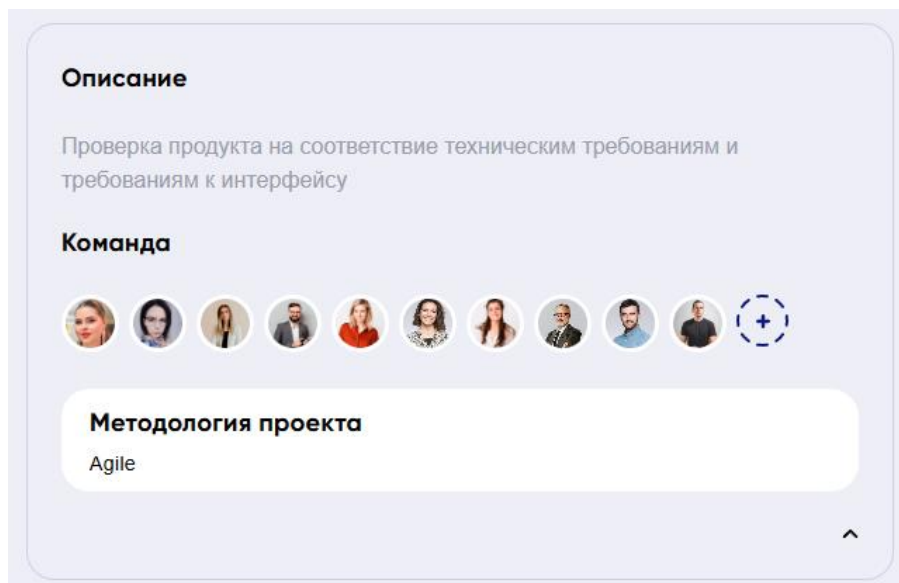 Описание
Проверка продукта на соответствие техническим требованиям и
требованиям к интерфейсу
Команда
+
Методология проекта
Agile